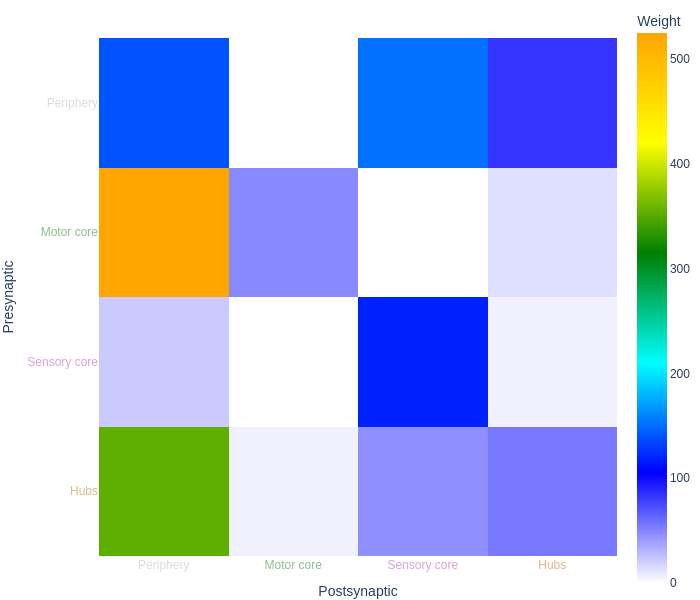 Weight
500
400
300
200
100
0
Presynaptic
Periphery
Motor core
Sensory core
Hubs
Periphery
Motor core
Sensory core
Hubs
Postsynaptic